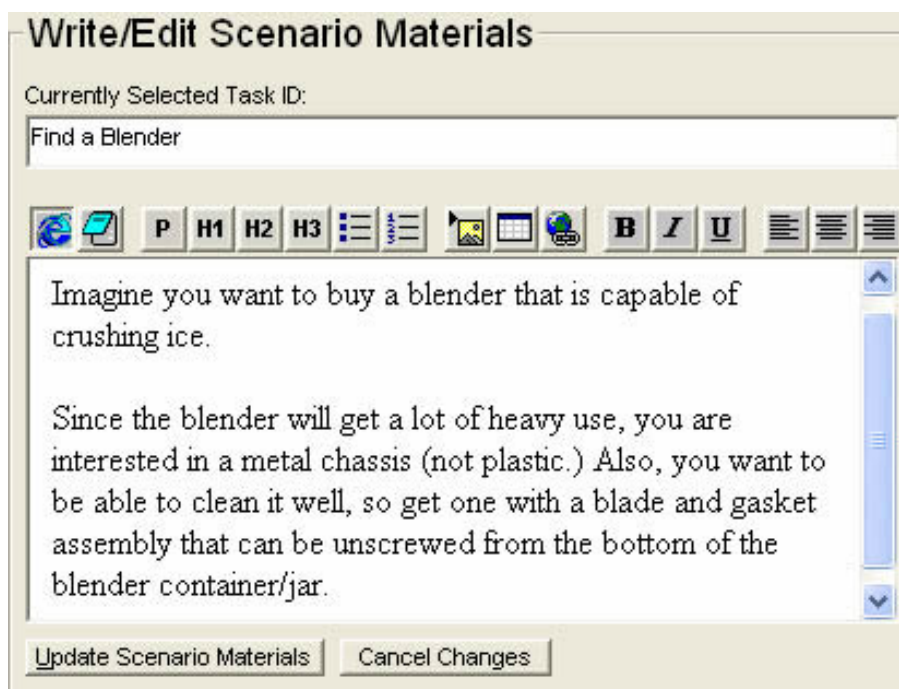 Write/Edit Scenario Materials
Currently Selected Task ID:
Find a Blender
P H1 H2 H3 B I U
Imagine you want to buy a blender that is capable of
crushing ice.
Since the blender will get a lot of heavy use, you are
interested in a metal chassis (not plastic.) Also, you want to
be able to clean it well, so get one with a blade and gasket
assembly that can be unscrewed from the bottom of the
blender container/jar.
Update Scenario Materials Cancel Changes